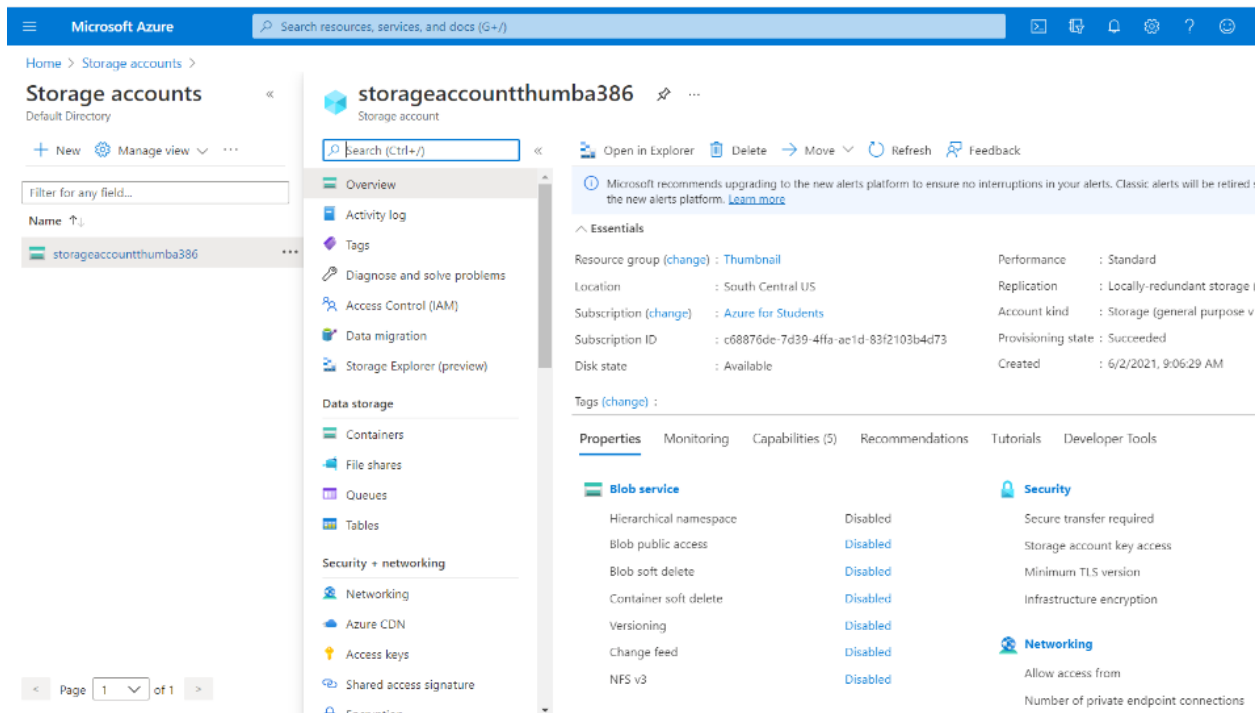 Microsoft Azure
Search resources, services, and docs (G+/)
Home > Storage accounts >
Storage accounts
Default Directory
New Manage view
Filter for any field...
Name
storageaccountthumba386
Page 1 of 1
storageaccountthumba386
Storage account
Search (Ctrl+/)
Overview
Activity log
Tags
Diagnose and solve problems
Access Control (IAM)
Data migration
Storage Explorer (preview)
Data storage
Containers
File shares
Queues
Tables
Security + networking
Networking
Azure CDN
Access keys
Shared access signature
Encryption
Open in Explorer Delete Move Refresh Feedback
Microsoft recommends upgrading to the new alerts platform to ensure no interruptions in your alerts. Classic alerts will be retired
the new alerts platform. Learn more
Essentials
Resource group (change) : Thumbnail
Location : South Central US
Subscription (change) : Azure for Students
Subscription ID : c68876de-7d39-4ffa-ae1d-83f2103b4d73
Disk state : Available
Performance : Standard
Replication : Locally-redundant storage
Account kind : Storage (general purpose
Provisioning state : Succeeded
Created : 6/2/2021, 9:06:29 AM
Tags (change) :
Properties Monitoring Capabilities (5) Recommendations Tutorials Developer Tools
Blob service
Hierarchical namespace Disabled
Blob public access Disabled
Blob soft delete Disabled
Container soft delete Disabled
Versioning Disabled
Change feed Disabled
NFS v3 Disabled
Security
Secure transfer required
Storage account key access
Minimum TLS version
Infrastructure encryption
Networking
Allow access from
Number of private endpoint connections